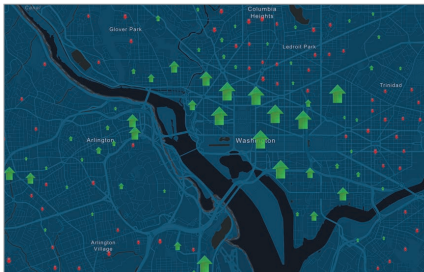 Columbia
Heights
Glover Park
Ledroit Park
Trinidad
Arlington
Washington
Arlington
Village